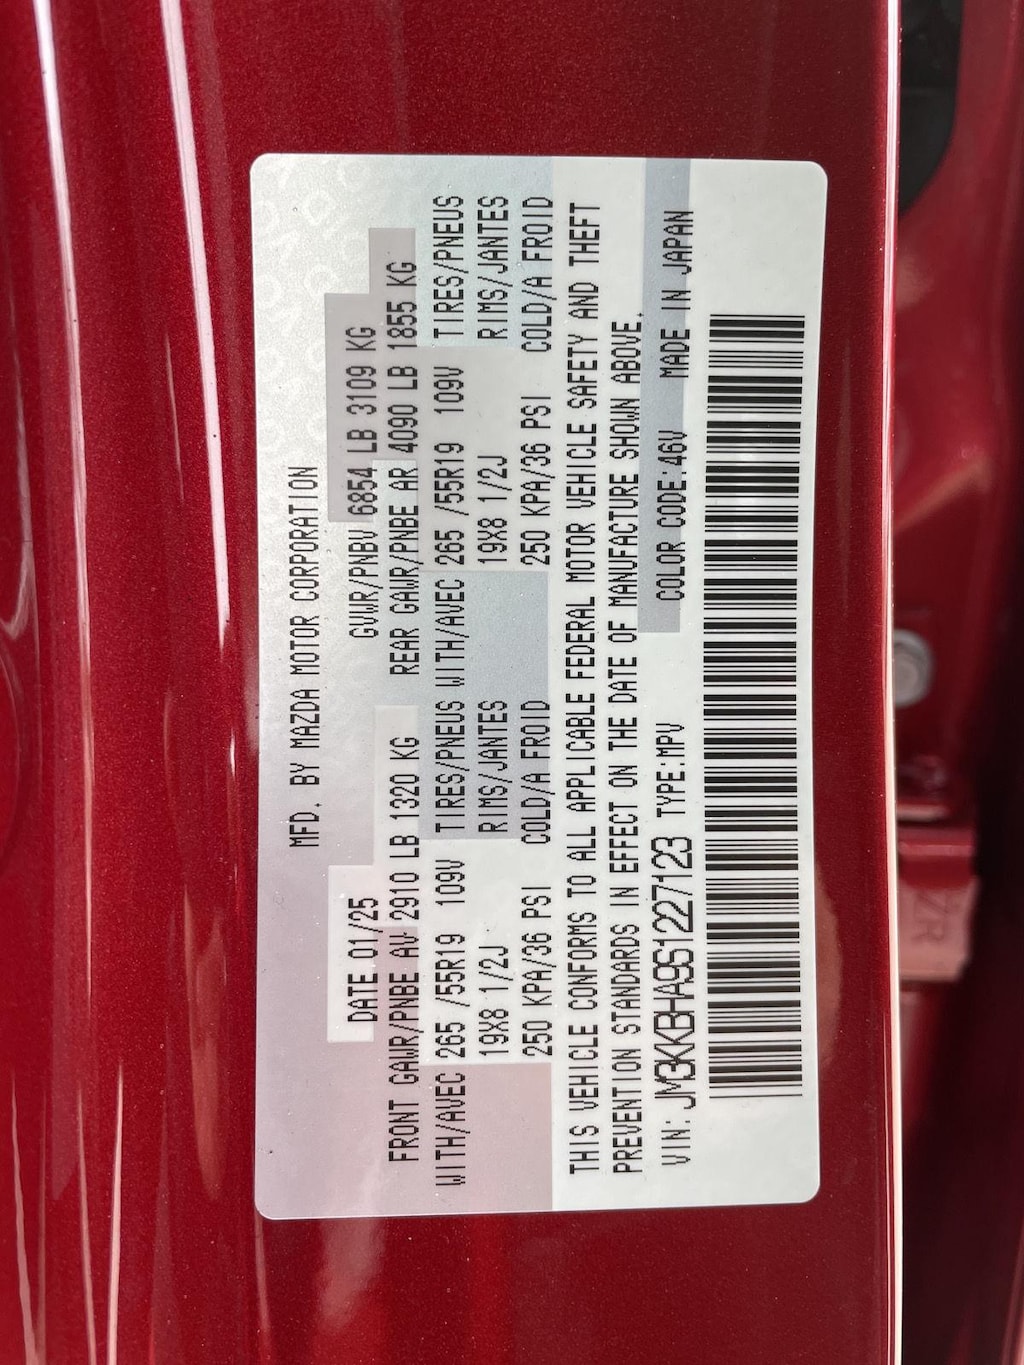 MFD. BY MAZDA MOTOR CORPORATION
DATE 01/25 GVWR/PNBV 6854 LB 3109 KG
FRONT GAWR/PNBE AV 2910 LB 1320 KG REAR GAWR/PNBE AR 4090 LB 1855 KG
WITH/AVEC 265 /55R19 109V TIRES/PNEUS WITH/AVEC 265 /55R19 109V TIRES/PNEUS
19X8 1/2J RIMS/JANTES 19X8 1/2J RIMS/JANTES
250 KPA/36 PSI COLD/A FROID 250 KPA/36 PSI COLD/A FROID
THIS VEHICLE CONFORMS TO ALL APPLICABLE FEDERAL MOTOR VEHICLE SAFETY AND THEFT
PREVENTION STANDARDS IN EFFECT ON THE DATE OF MANUFACTURE SHOWN ABOVE.
VIN: JM3KKBHA9S1227123 TYPE:MPV COLOR CODE:46V MADE IN JAPAN
ZR